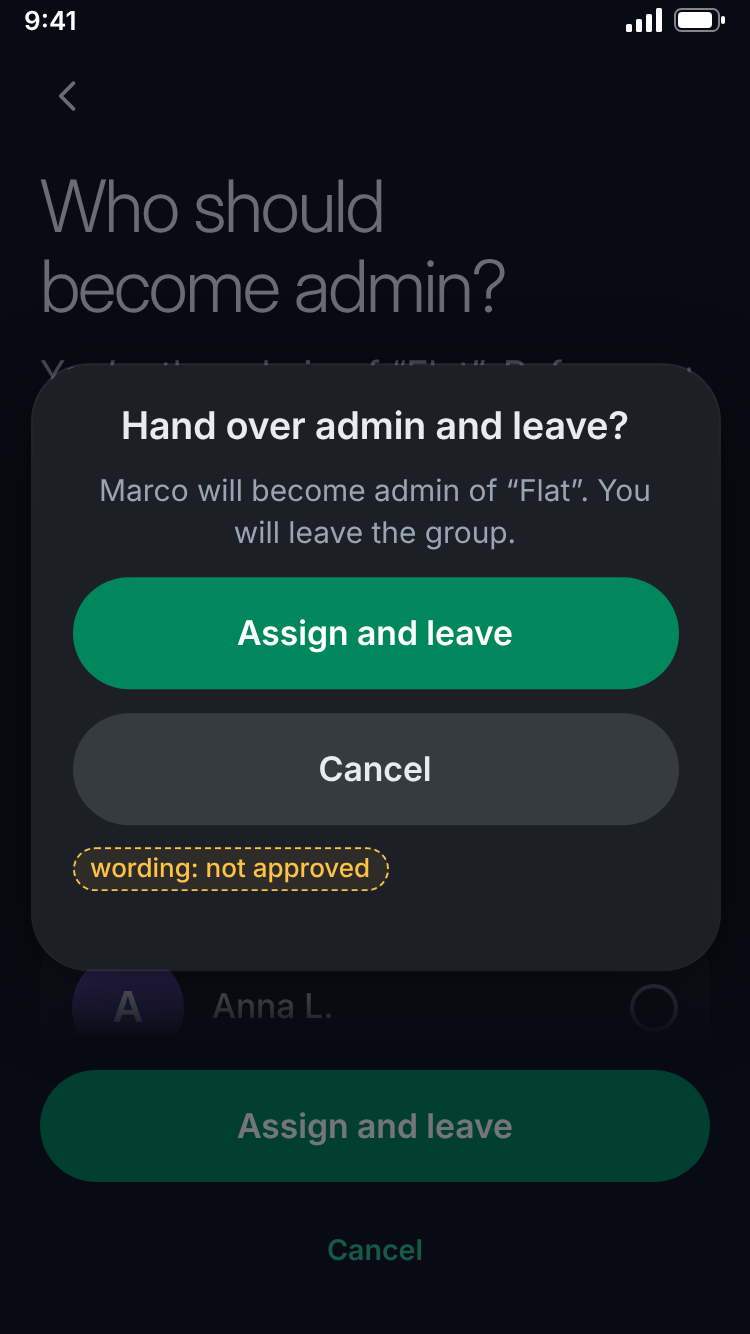 9:41
Who should
become admin?
Hand over admin and leave?
Marco will become admin of “Flat”. You
will leave the group.
Assign and leave
Cancel
wording: not approved
A
Anna L.
Assign and leave
Cancel